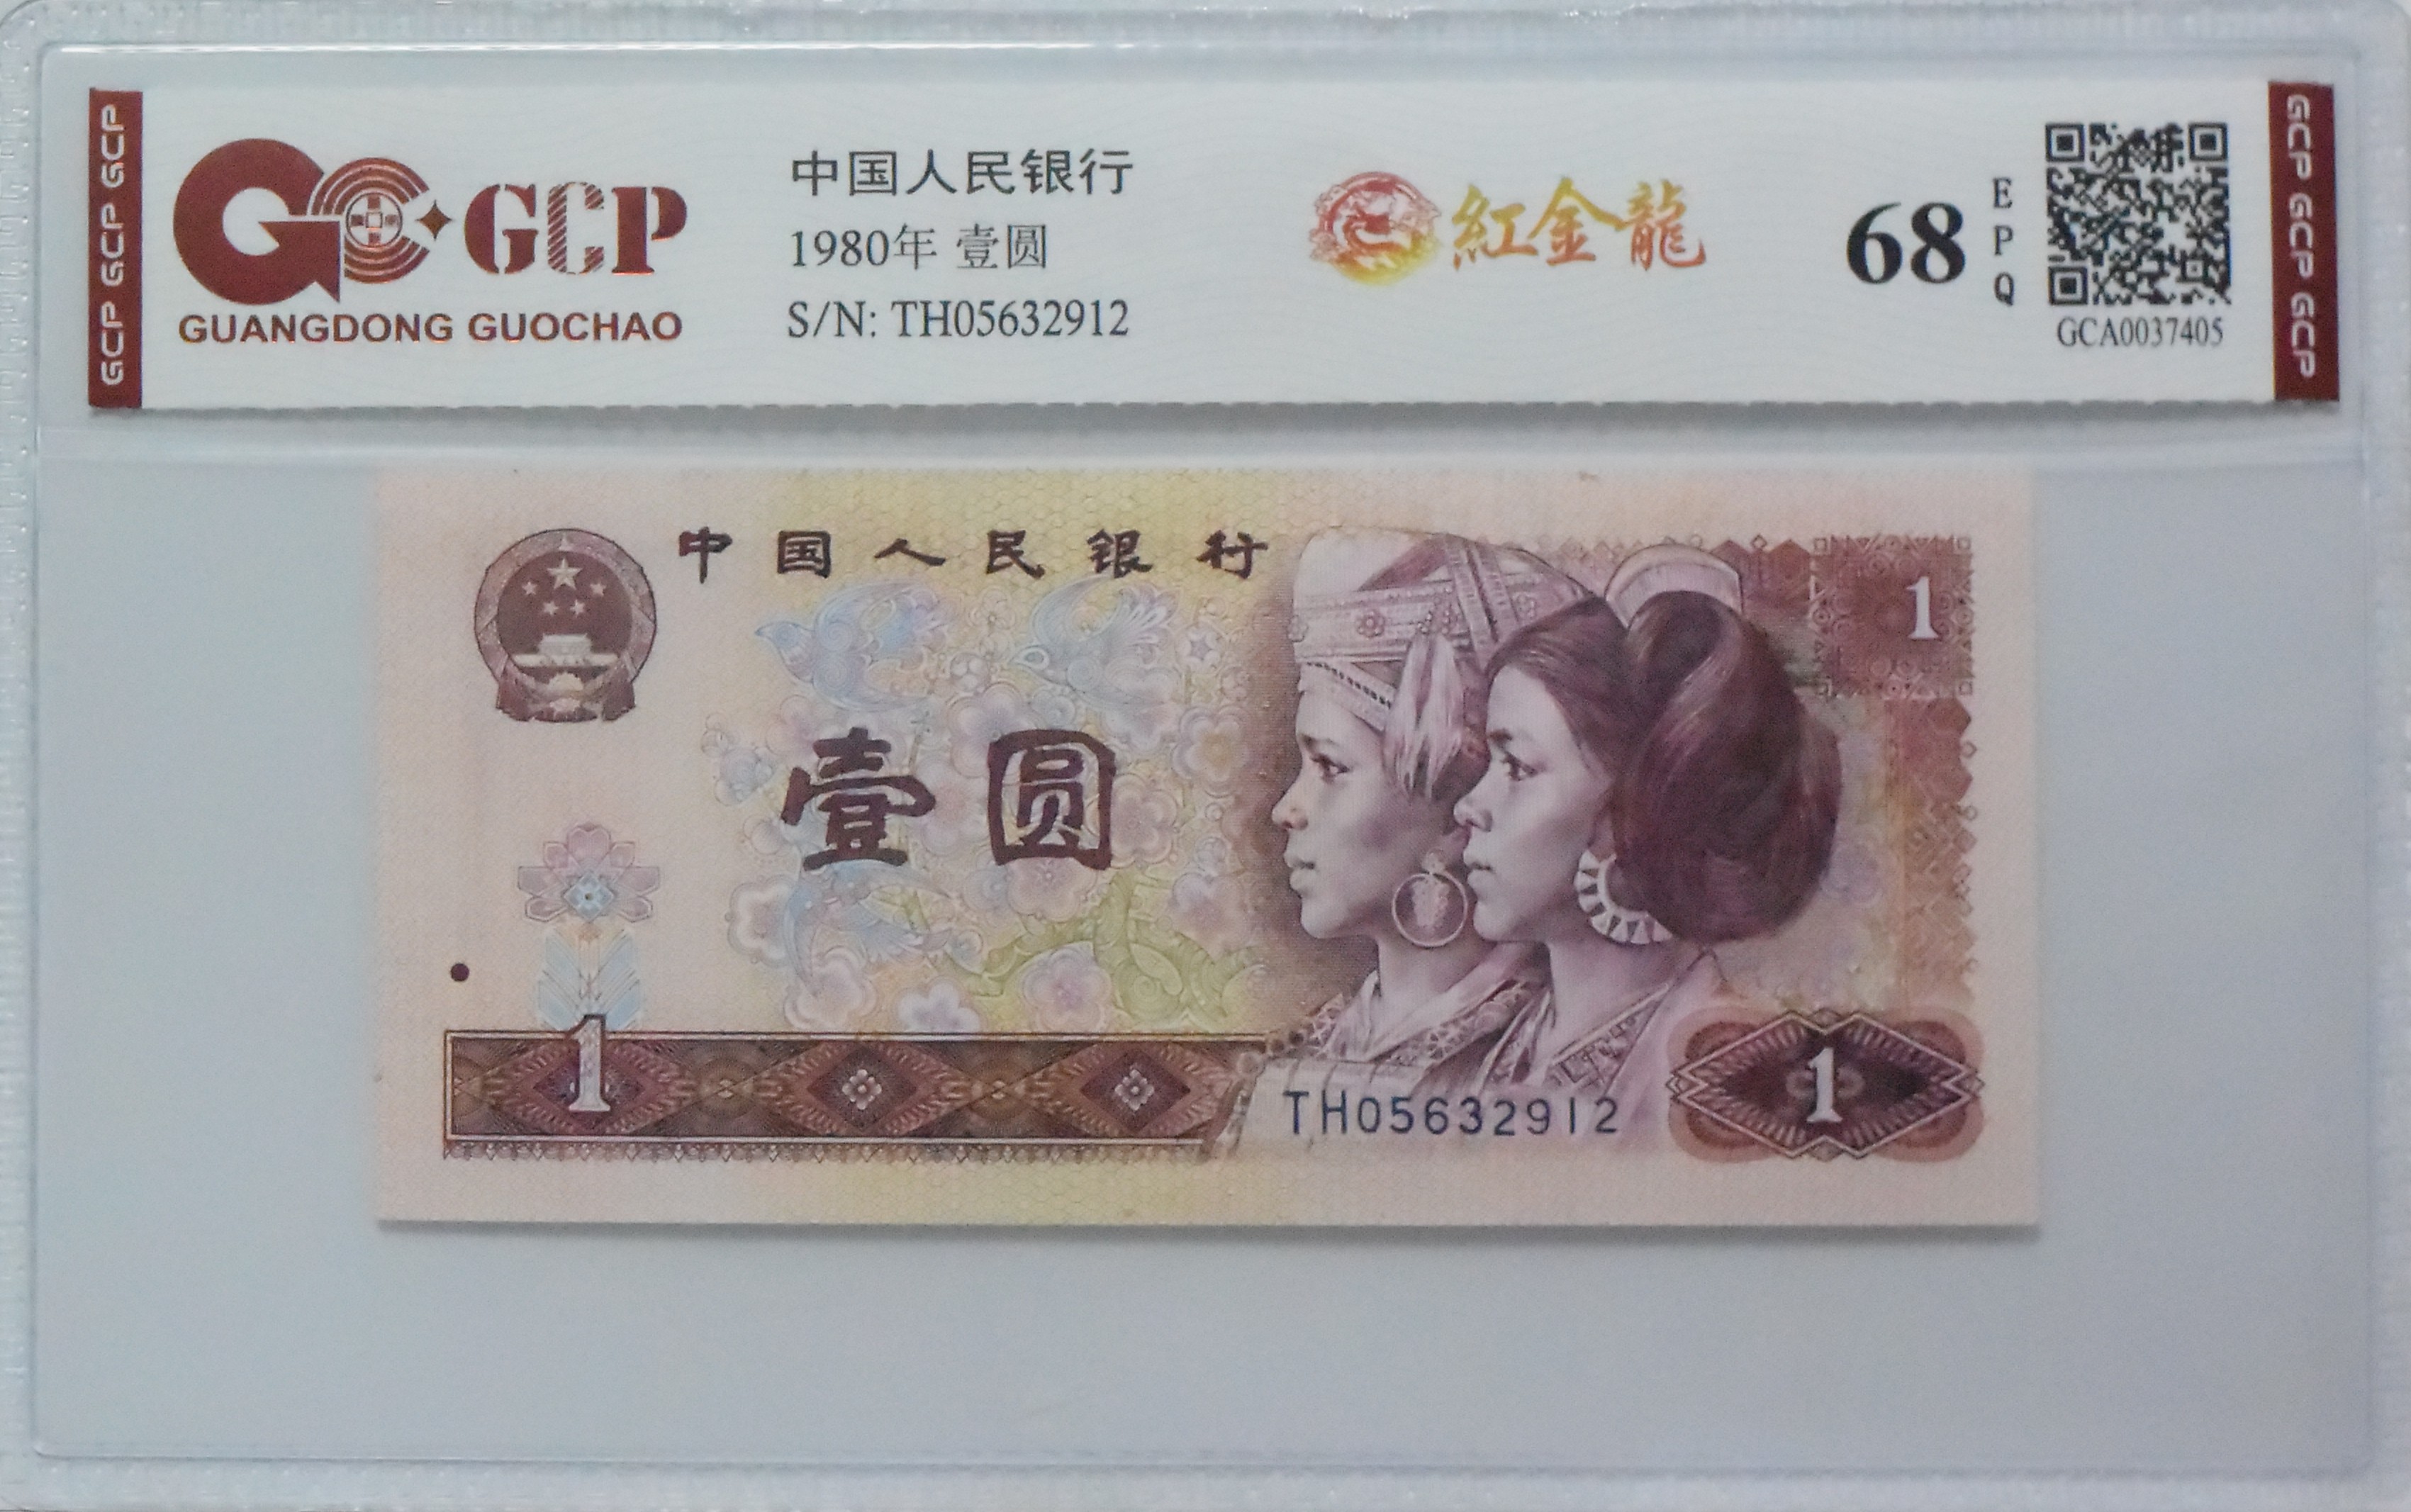 GCP GCP GCP
GC GCP
GUANGDONG GUOCHAO
中国人民银行
1980年 壹圆
S/N: TH05632912
紅金龍
68
E
P
Q
GCA0037405
GCP GCP GCP
中国人民银行
1
壹圆
1
TH05632912
1